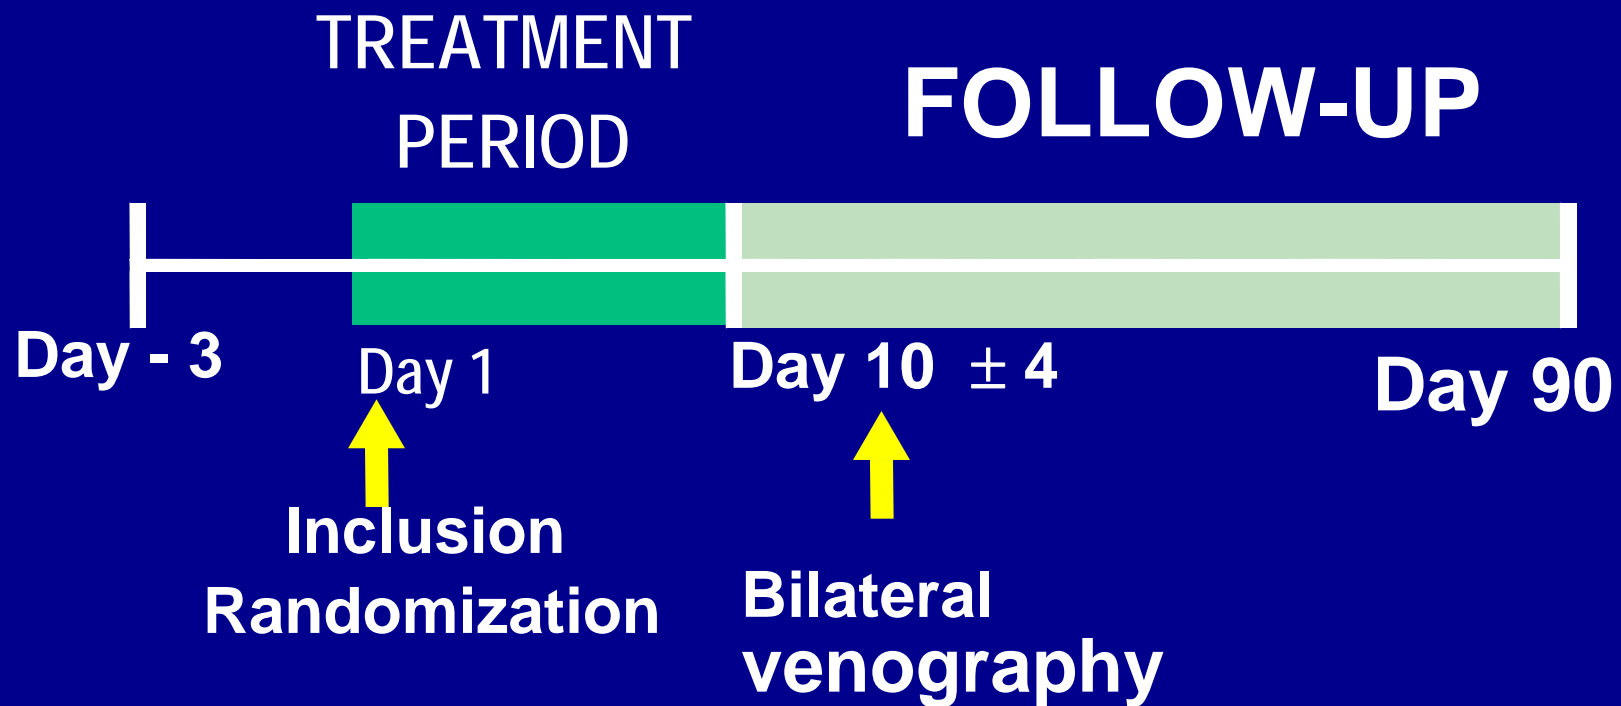 TREATMENT
PERIOD
FOLLOW-UP
Day - 3
Day 1
Day 10 ± 4
Day 90
Inclusion
Randomization
Bilateral
venography